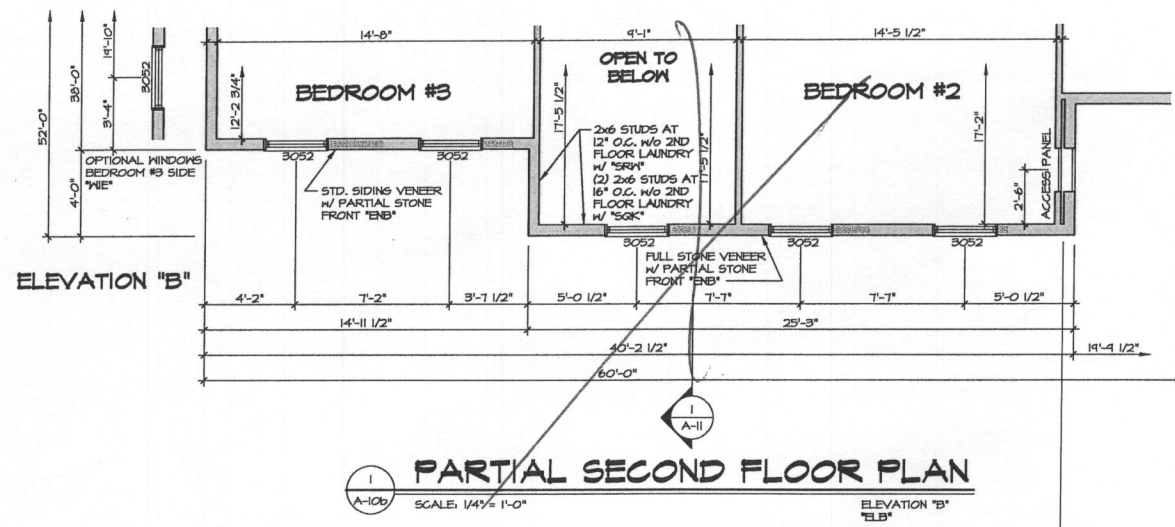 14'-8"
9'-1"
14'-5 1/2"
52'-0"
38'-0"
19'-10"
3052
3'-4"
4'-0"
12'-2 3/4"
BEDROOM #3
17'-5 1/2"
OPEN TO
BELOW
17'-5 1/2"
BEDROOM #2
17'-2"
2'-6"
ACCESS PANEL
OPTIONAL WINDOWS
BEDROOM #3 SIDE
"WIE"
3052
3052
STD. SIDING VENEER
W/ PARTIAL STONE
FRONT "ENB"
2x6 STUDS AT
12" O.C. W/o 2ND
FLOOR LAUNDRY
W/ "SRW"
(2) 2x6 STUDS AT
16" O.C. W/o 2ND
FLOOR LAUNDRY
W/ "SQK"
3052
3052
3052
FULL STONE VENEER
W/ PARTIAL STONE
FRONT "ENB"
ELEVATION "B"
4'-2"
7'-2"
3'-7 1/2"
5'-0 1/2"
7'-7"
7'-7"
5'-0 1/2"
14'-11 1/2"
25'-3"
40'-2 1/2"
19'-9 1/2"
60'-0"
1
A-11
1
A-10b
PARTIAL SECOND FLOOR PLAN
SCALE: 1/4"= 1'-0"
ELEVATION "B"
"ELB"